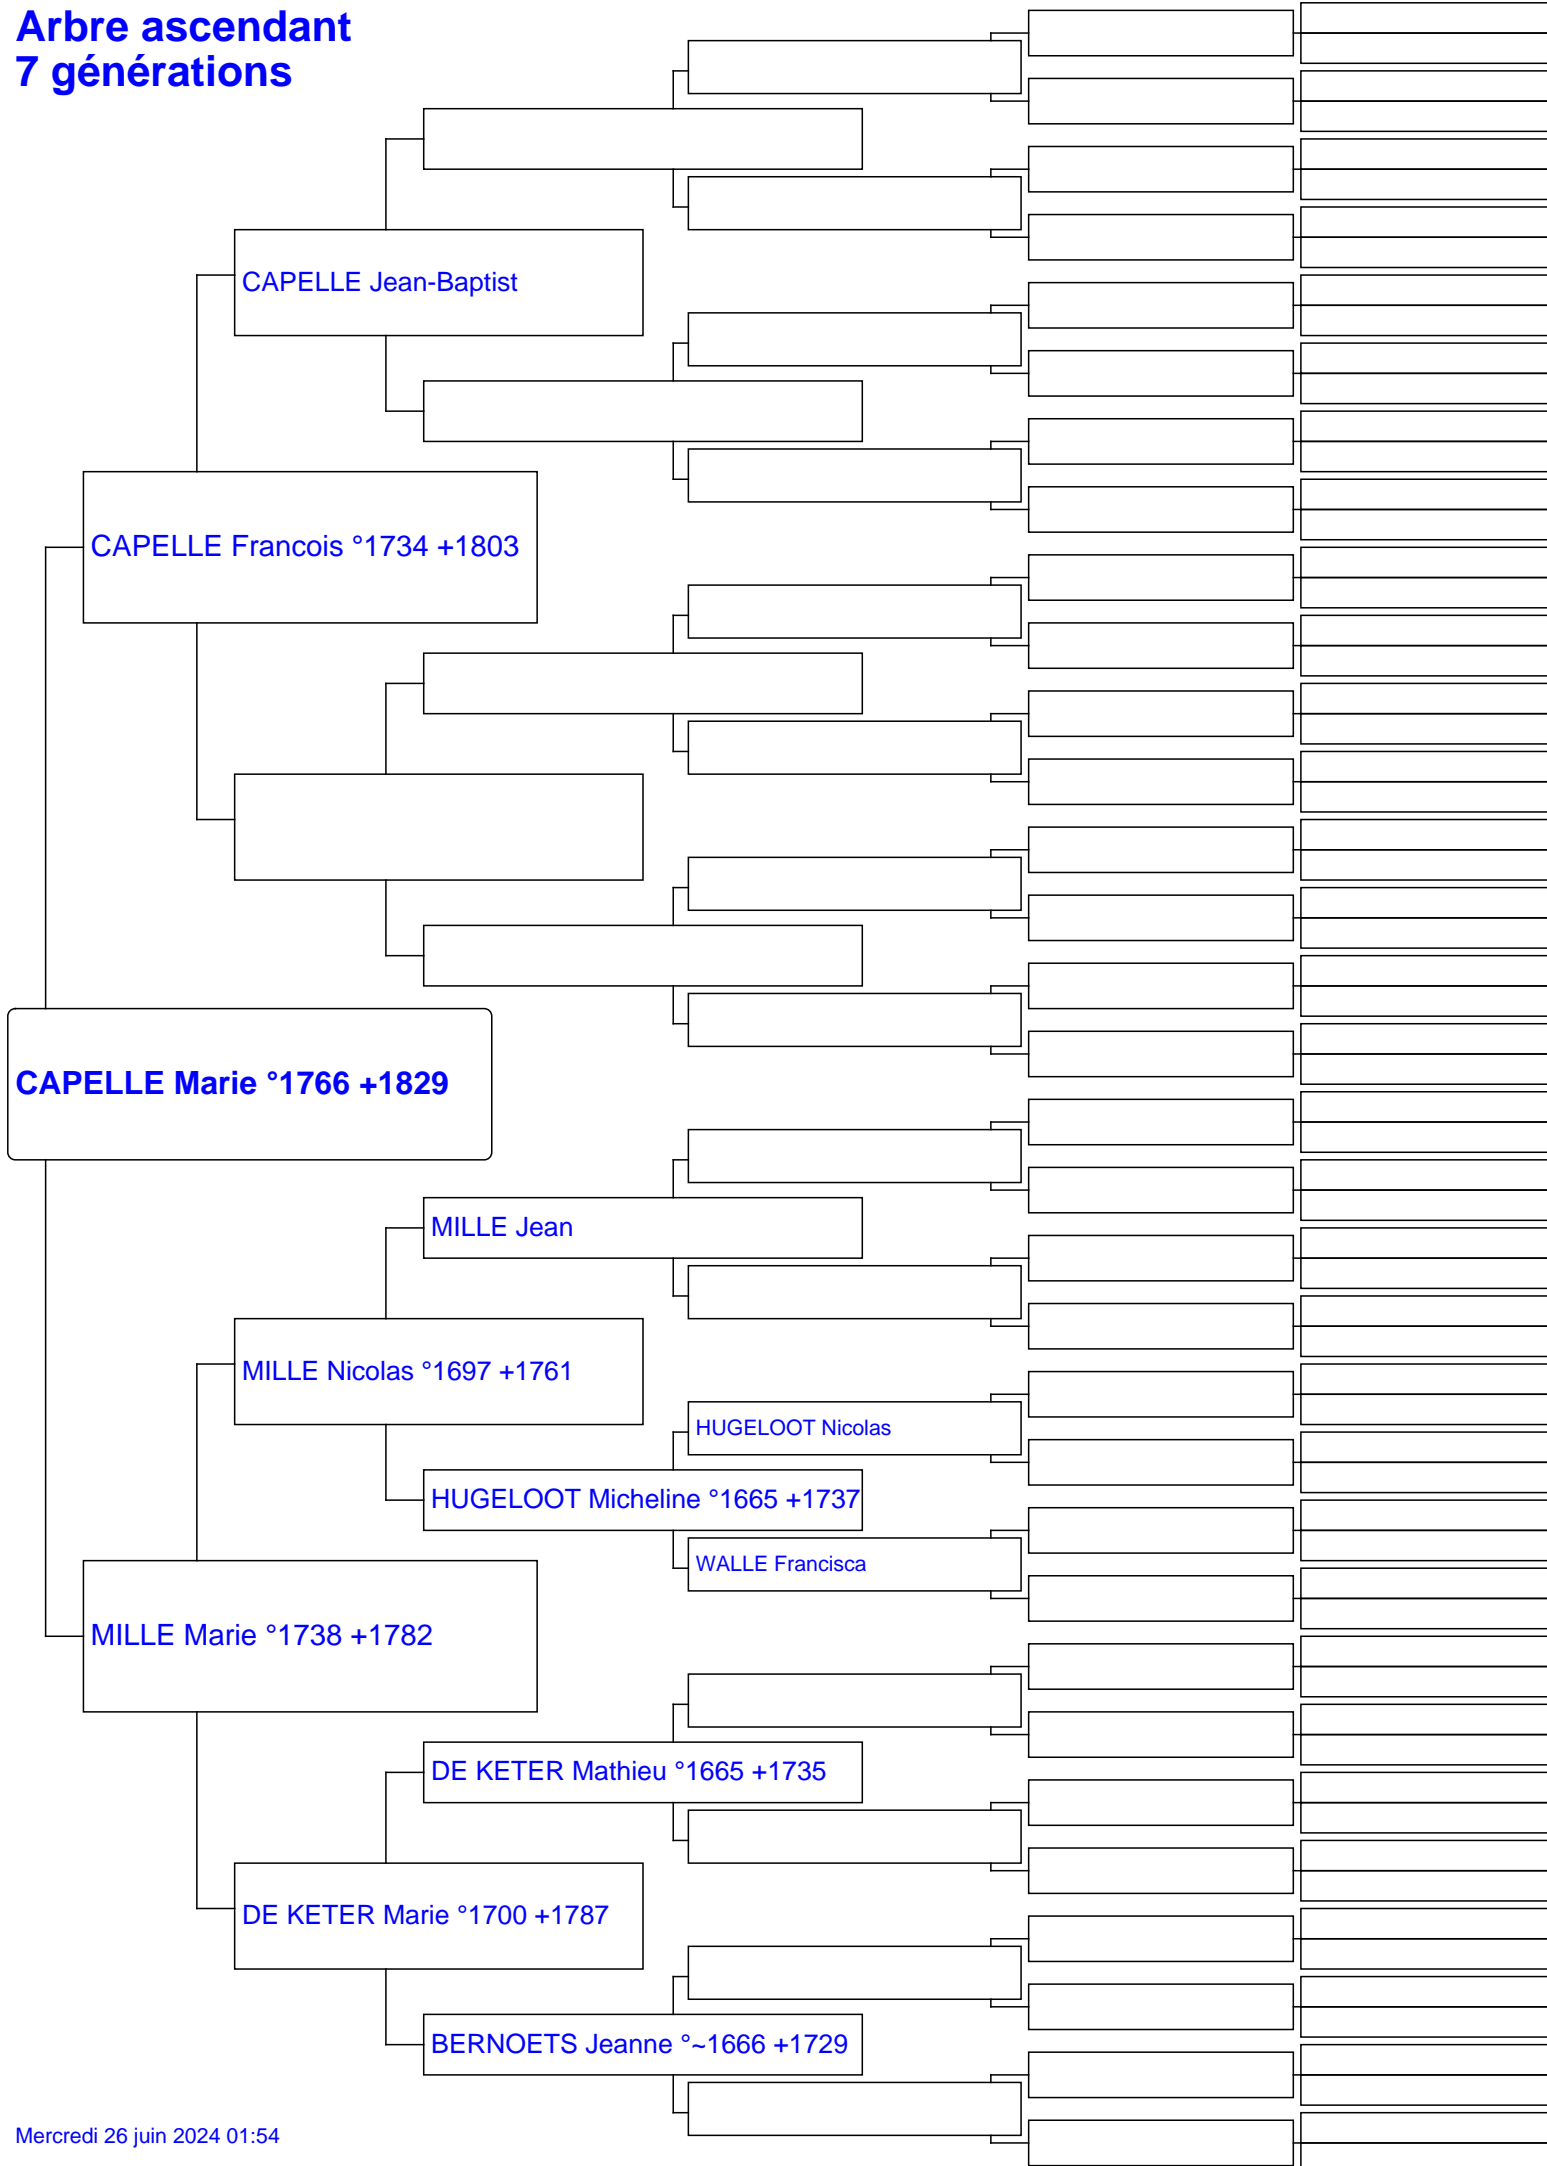 Arbre ascendant
7 générations
CAPELLE Jean-Baptist
CAPELLE Francois °1734 +1803
CAPELLE Marie °1766 +1829
MILLE Jean
MILLE Nicolas °1697 +1761
HUGELOOT Nicolas
HUGELOOT Micheline °1665 +1737
WALLE Francisca
MILLE Marie °1738 +1782
DE KETER Mathieu °1665 +1735
DE KETER Marie °1700 +1787
BERNOETS Jeanne °~1666 +1729
Mercredi 26 juin 2024 01:54